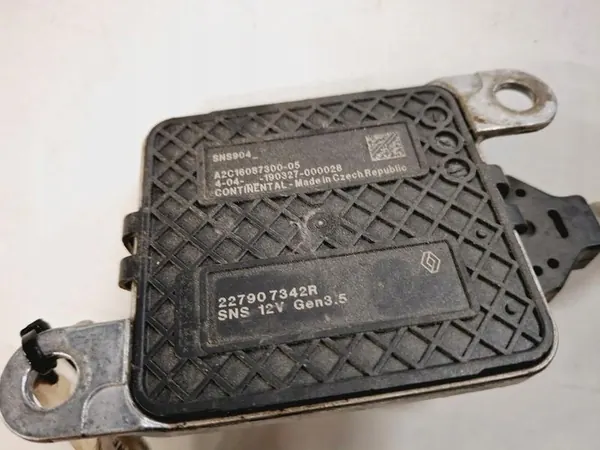 SNS904_
A2C16087300-05
4-04- -190327-000028
CONTINENTAL - Made in Czech Republic
227907342R
SNS 12V Gen3.5